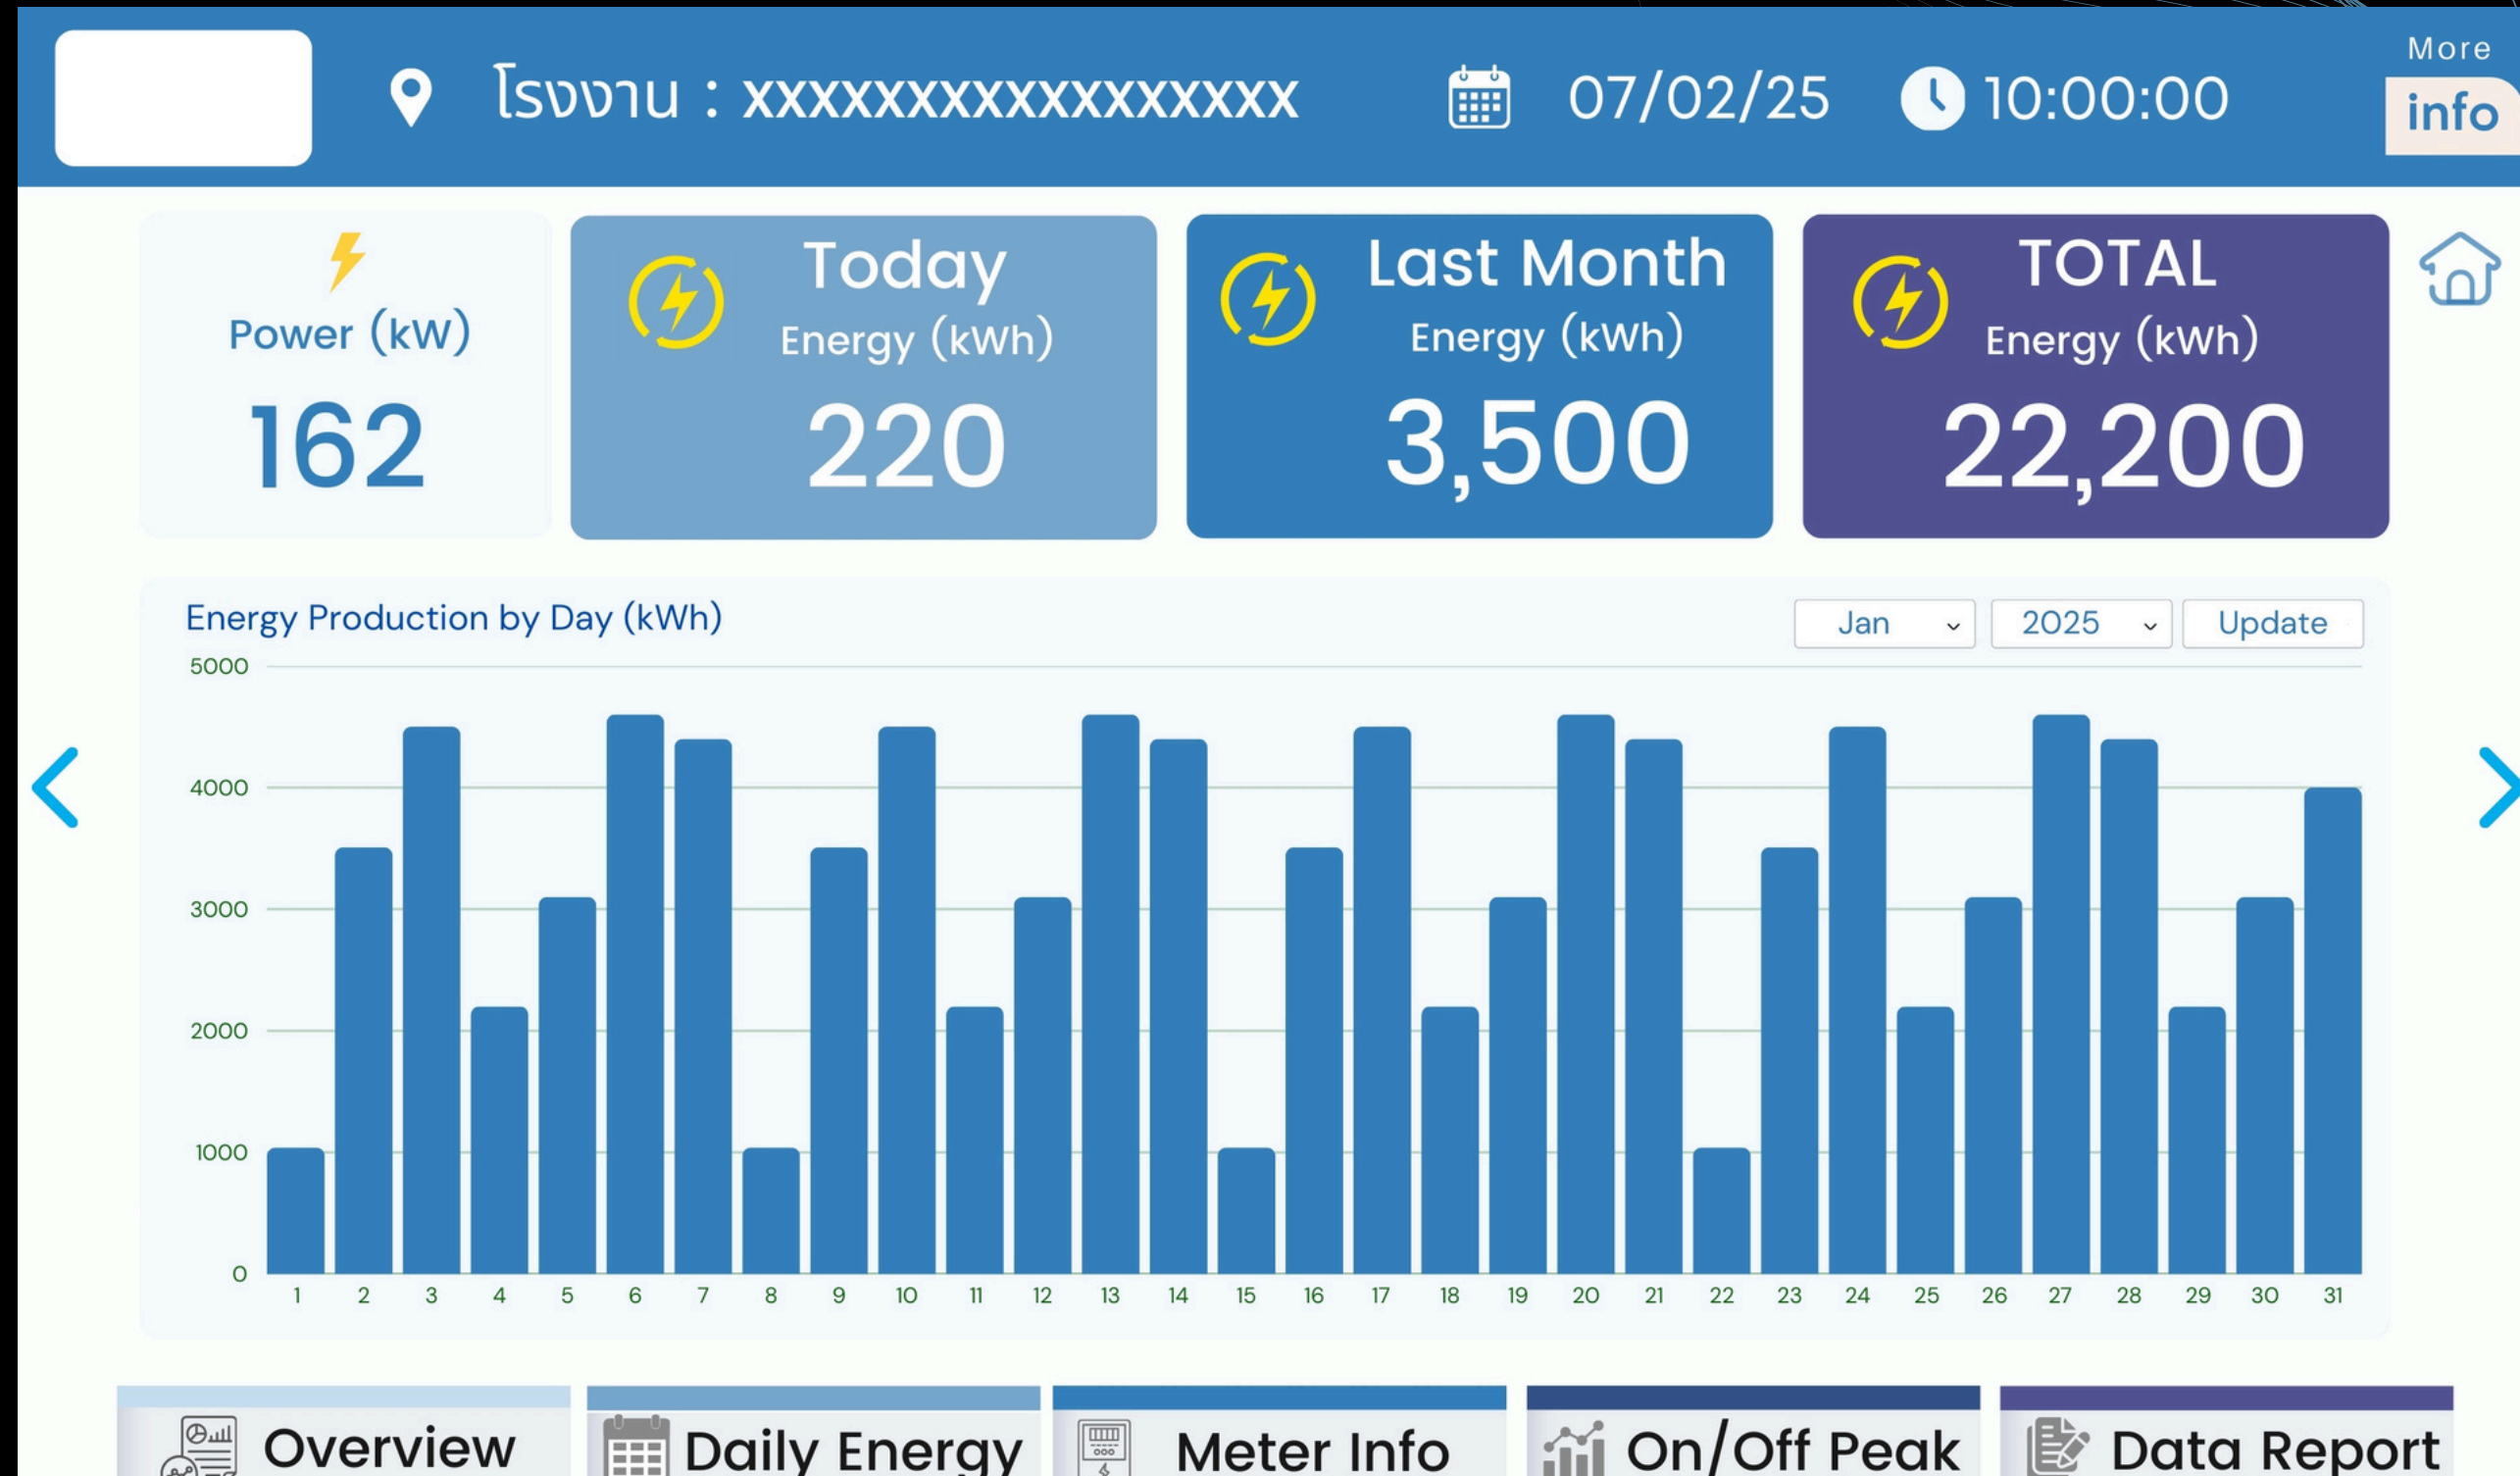 โรงงาน : xxxxxxxxxxxxxxxxx
07/02/25
10:00:00
More
info
Power (kW)
162
Today
Energy (kWh)
220
Last Month
Energy (kWh)
3,500
TOTAL
Energy (kWh)
22,200
Energy Production by Day (kWh)
Jan
2025
Update
5000
4000
3000
2000
1000
0
1 2 3 4 5 6 7 8 9 10 11 12 13 14 15 16 17 18 19 20 21 22 23 24 25 26 27 28 29 30 31
Overview
Daily Energy
Meter Info
On/Off Peak
Data Report